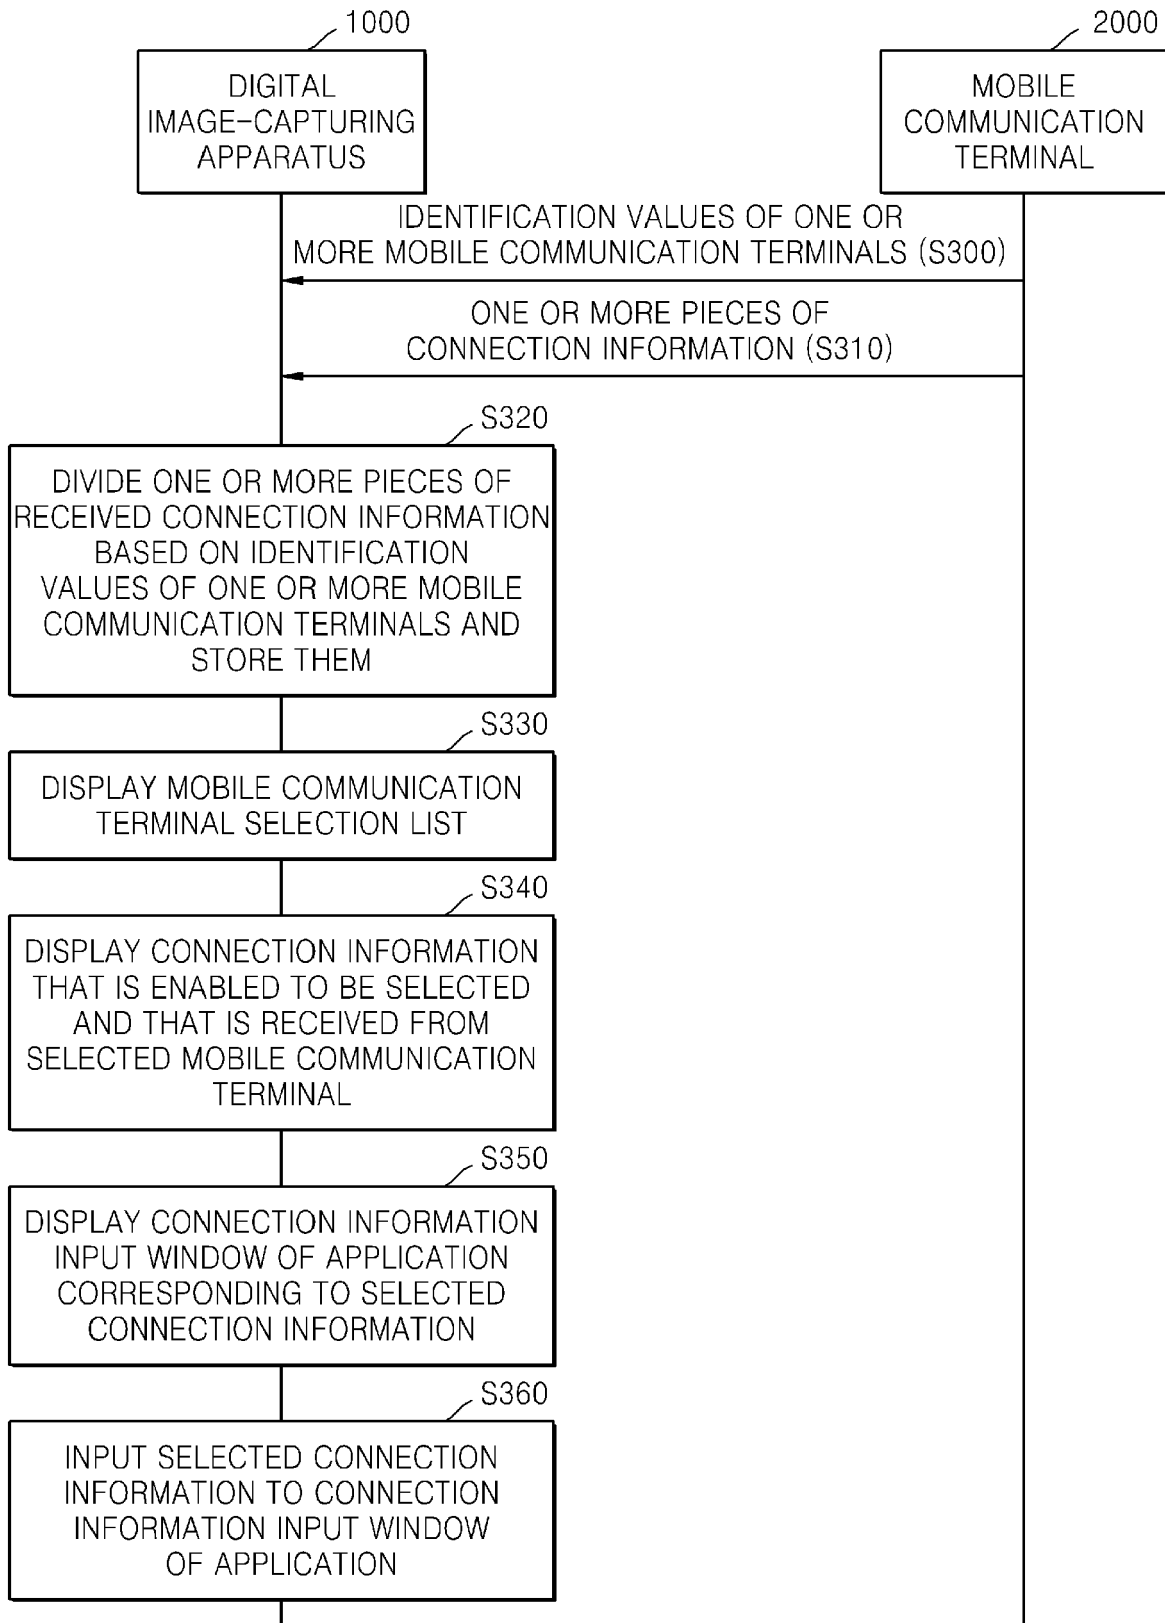 1000
2000
DIGITAL
IMAGE-CAPTURING
APPARATUS
MOBILE
COMMUNICATION
TERMINAL
IDENTIFICATION VALUES OF ONE OR
MORE MOBILE COMMUNICATION TERMINALS (S300)
ONE OR MORE PIECES OF
CONNECTION INFORMATION (S310)
S320
DIVIDE ONE OR MORE PIECES OF
RECEIVED CONNECTION INFORMATION
BASED ON IDENTIFICATION
VALUES OF ONE OR MORE MOBILE
COMMUNICATION TERMINALS AND
STORE THEM
S330
DISPLAY MOBILE COMMUNICATION
TERMINAL SELECTION LIST
S340
DISPLAY CONNECTION INFORMATION
THAT IS ENABLED TO BE SELECTED
AND THAT IS RECEIVED FROM
SELECTED MOBILE COMMUNICATION
TERMINAL
S350
DISPLAY CONNECTION INFORMATION
INPUT WINDOW OF APPLICATION
CORRESPONDING TO SELECTED
CONNECTION INFORMATION
S360
INPUT SELECTED CONNECTION
INFORMATION TO CONNECTION
INFORMATION INPUT WINDOW
OF APPLICATION